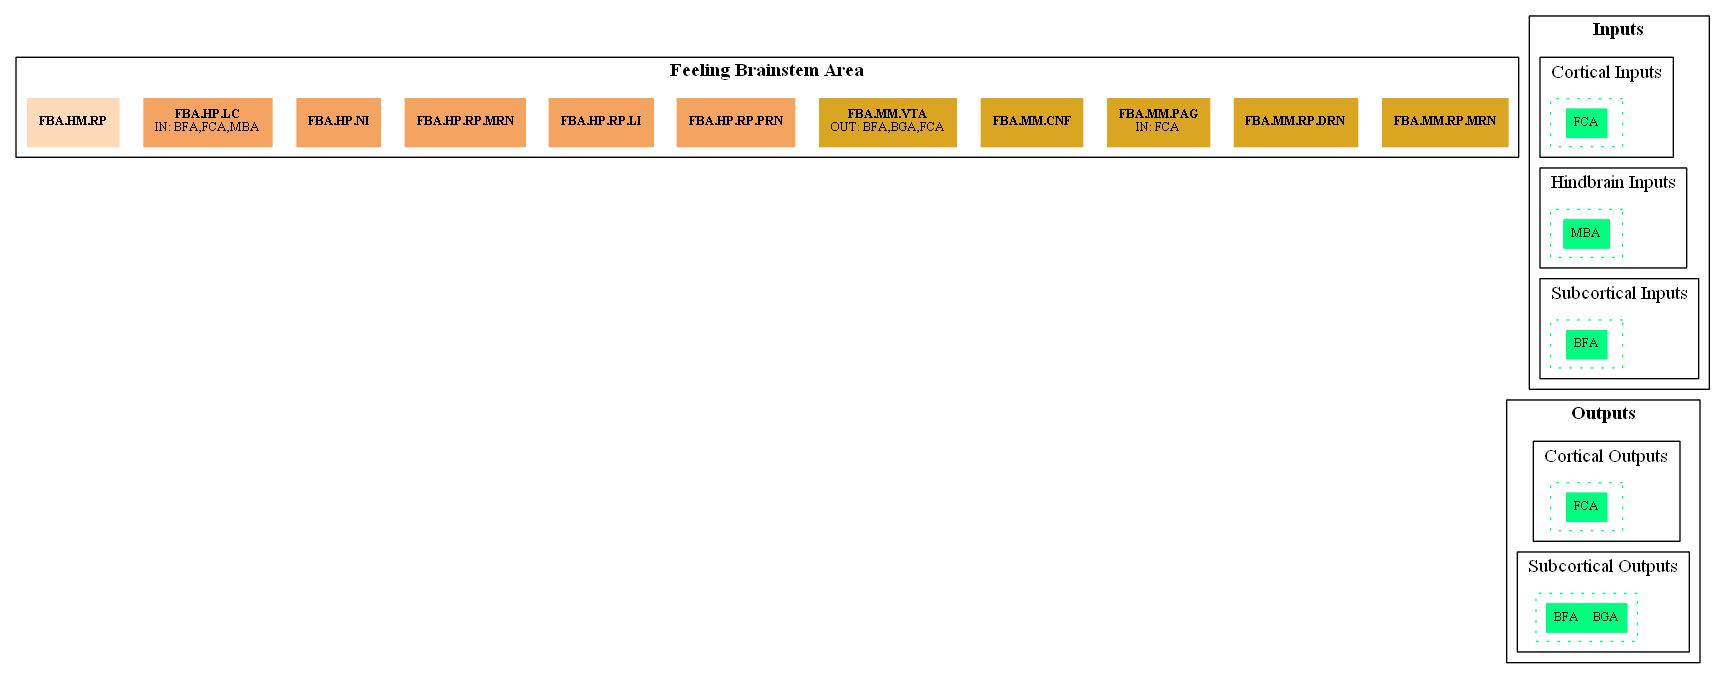 Feeling Brainstem Area
FBA.HM.RP
FBA.HP.LC
IN: BFA,FCA,MBA
FBA.HP.NI
FBA.HP.RP.MRN
FBA.HP.RP.LI
FBA.HP.RP.PRN
FBA.MM.VTA
OUT: BFA,BGA,FCA
FBA.MM.CNF
FBA.MM.PAG
IN: FCA
FBA.MM.RP.DRN
FBA.MM.RP.MRN
Inputs
Cortical Inputs
FCA
Hindbrain Inputs
MBA
Subcortical Inputs
BFA
Outputs
Cortical Outputs
FCA
Subcortical Outputs
BFA BGA